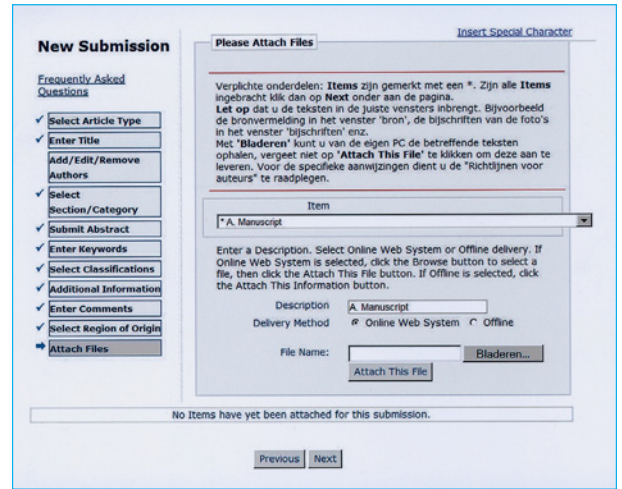 Insert Special Character
New Submission
Please Attach Files
Frequently Asked
Questions
Verplichte onderdelen: Items zijn gemerkt met een *. Zijn alle Items
ingebracht klik dan op Next onder aan de pagina.
Let op dat u de teksten in de juiste vensters inbrengt. Bijvoorbeeld
de bronvermelding in het venster 'bron', de bijschriften van de foto's
in het venster 'bijschriften' enz.
Met 'Bladeren' kunt u van de eigen PC de betreffende teksten
ophalen, vergeet niet op 'Attach This File' te klikken om deze aan te
leveren. Voor de specifieke aanwijzingen dient u de "Richtlijnen voor
auteurs" te raadplegen.
✓ Select Article Type
✓ Enter Title
Add/Edit/Remove
Authors
✓ Select
Section/Category
✓ Submit Abstract
✓ Enter Keywords
✓ Select Classifications
✓ Additional Information
✓ Enter Comments
✓ Select Region of Origin
➡ Attach Files
Item
* A. Manuscript
Enter a Description. Select Online Web System or Offline delivery. If
Online Web System is selected, click the Browse button to select a
file, then click the Attach This File button. If Offline is selected, click
the Attach This Information button.
Description A. Manuscript
Delivery Method Online Web System Offline
File Name: Bladeren...
Attach This File
No Items have yet been attached for this submission.
Previous Next